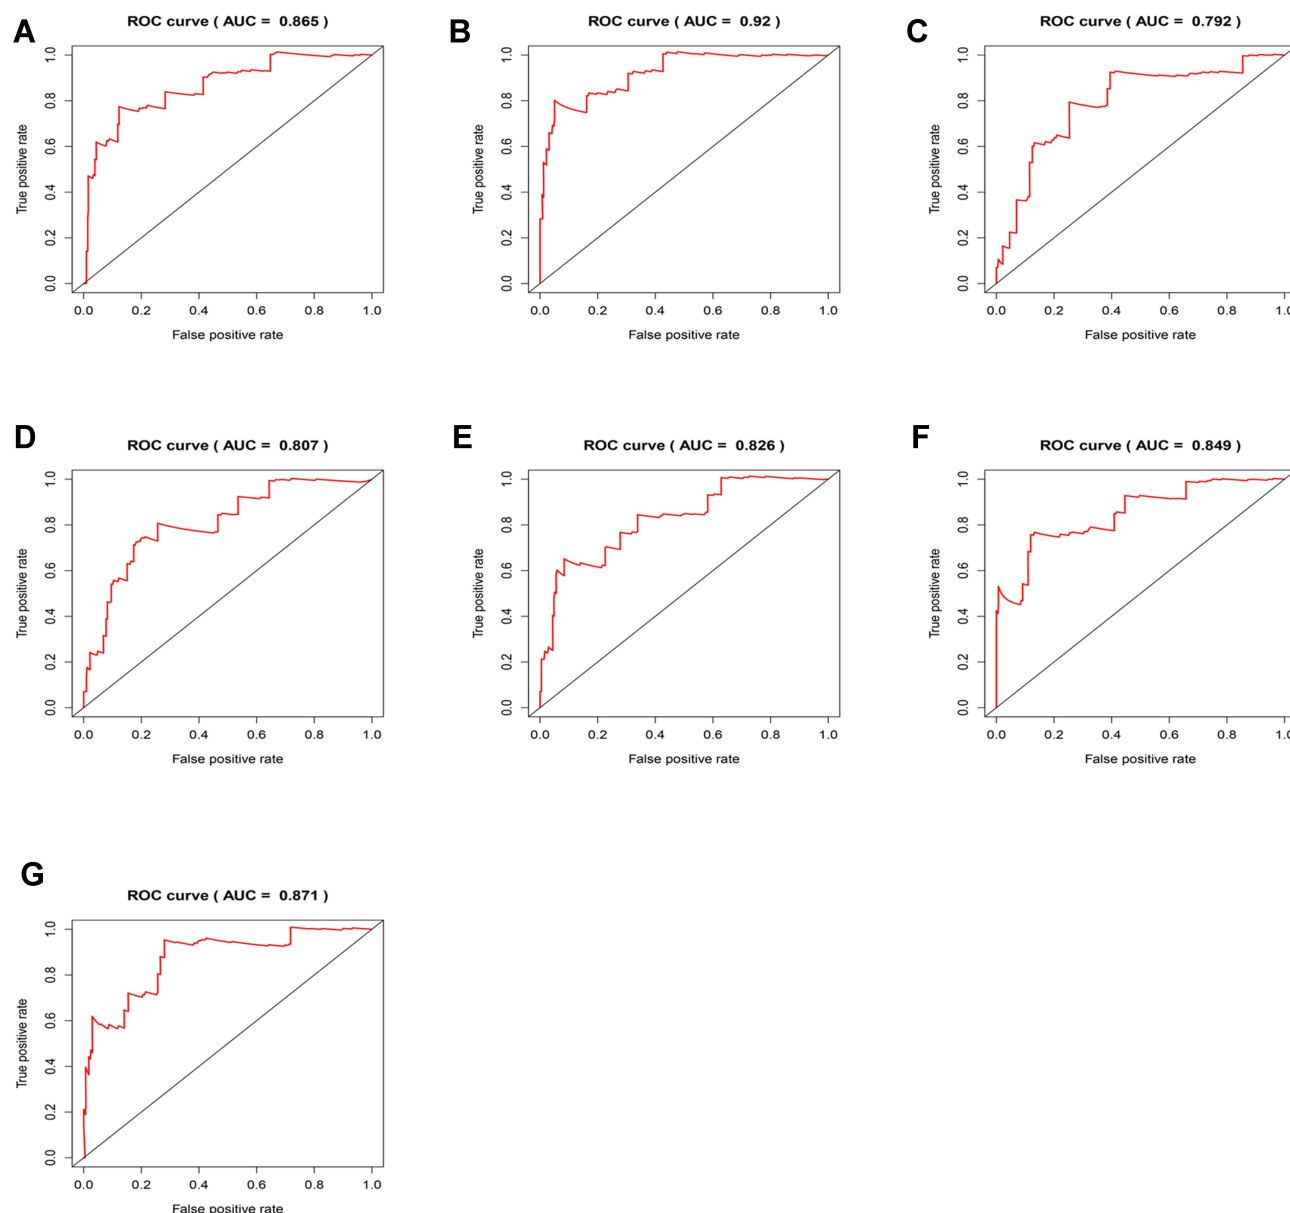 A
ROC curve ( AUC = 0.865 )
True positive rate
0.0 0.2 0.4 0.6 0.8 1.0
0.0 0.2 0.4 0.6 0.8 1.0
False positive rate
B
ROC curve ( AUC = 0.92 )
True positive rate
0.0 0.2 0.4 0.6 0.8 1.0
0.0 0.2 0.4 0.6 0.8 1.0
False positive rate
C
ROC curve ( AUC = 0.792 )
True positive rate
0.0 0.2 0.4 0.6 0.8 1.0
0.0 0.2 0.4 0.6 0.8 1.0
False positive rate
D
ROC curve ( AUC = 0.807 )
True positive rate
0.0 0.2 0.4 0.6 0.8 1.0
0.0 0.2 0.4 0.6 0.8 1.0
False positive rate
E
ROC curve ( AUC = 0.826 )
True positive rate
0.0 0.2 0.4 0.6 0.8 1.0
0.0 0.2 0.4 0.6 0.8 1.0
False positive rate
F
ROC curve ( AUC = 0.849 )
True positive rate
0.0 0.2 0.4 0.6 0.8 1.0
0.0 0.2 0.4 0.6 0.8 1.0
False positive rate
G
ROC curve ( AUC = 0.871 )
True positive rate
0.0 0.2 0.4 0.6 0.8 1.0
0.0 0.2 0.4 0.6 0.8 1.0
False positive rate